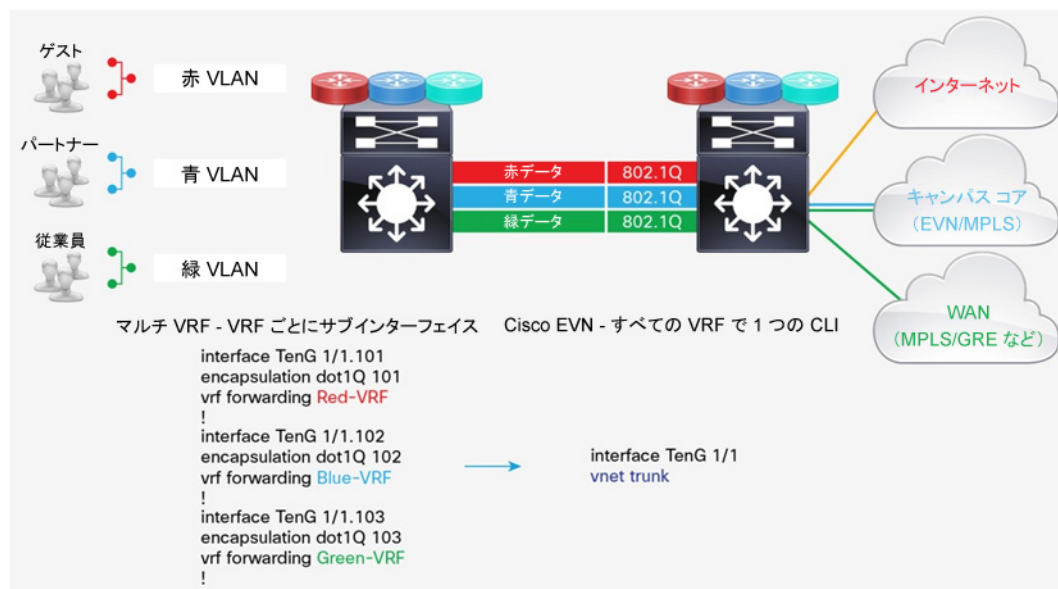 ゲスト
赤 VLAN
パートナー
青 VLAN
従業員
緑 VLAN
赤データ 802.1Q
青データ 802.1Q
緑データ 802.1Q
インターネット
キャンパス コア
（EVN/MPLS）
WAN
（MPLS/GRE など）
マルチ VRF - VRF ごとにサブインターフェイス
interface TenG 1/1.101
encapsulation dot1Q 101
vrf forwarding Red-VRF
!
interface TenG 1/1.102
encapsulation dot1Q 102
vrf forwarding Blue-VRF
!
interface TenG 1/1.103
encapsulation dot1Q 103
vrf forwarding Green-VRF
!
Cisco EVN - すべての VRF で 1 つの CLI
interface TenG 1/1
vnet trunk